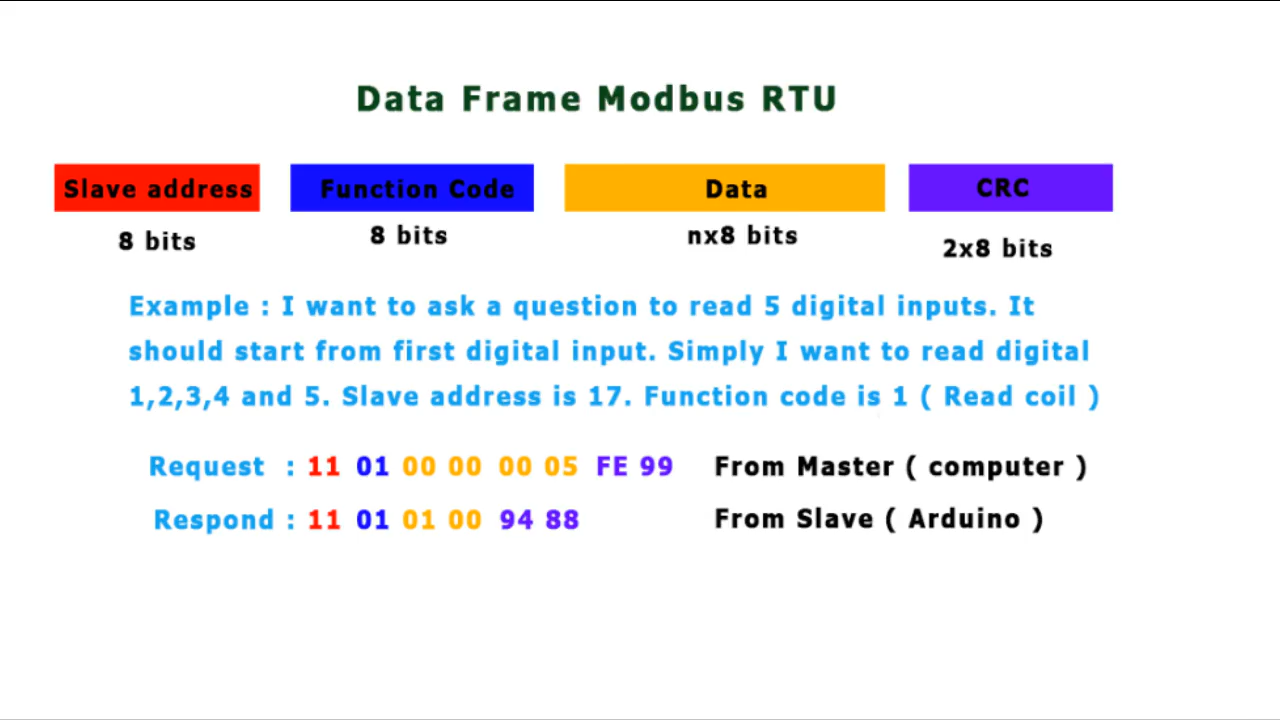 Data Frame Modbus RTU
Slave address Function Code Data CRC
8 bits 8 bits nx8 bits 2x8 bits
Example : I want to ask a question to read 5 digital inputs. It
should start from first digital input. Simply I want to read digital
1,2,3,4 and 5. Slave address is 17. Function code is 1 ( Read coil )
Request : 11 01 00 00 00 05 FE 99 From Master ( computer )
Respond : 11 01 01 00 94 88 From Slave ( Arduino )